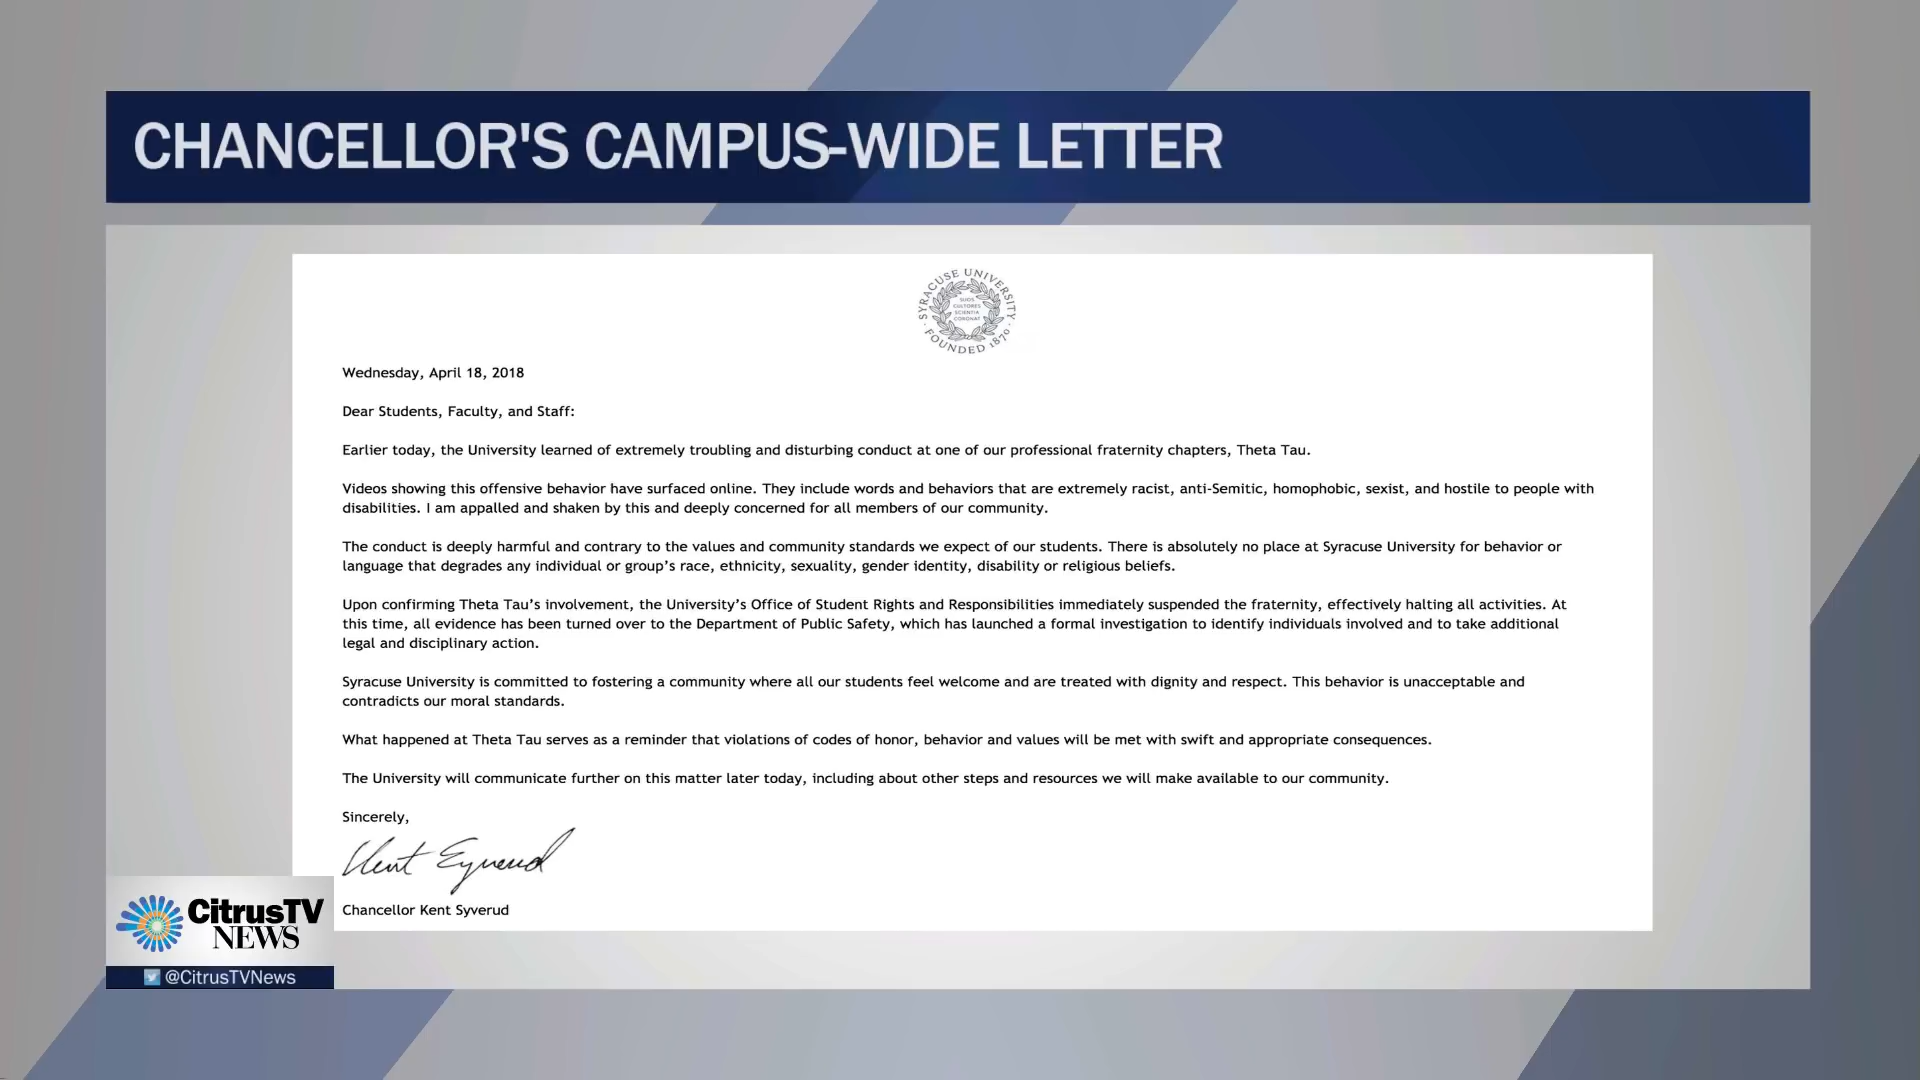 CHANCELLOR'S CAMPUS-WIDE LETTER
SYRACUSE UNIVERSITY · FOUNDED 1870 ·
SUOS
CULTORES
SCIENTIA
CORONAT
Wednesday, April 18, 2018
Dear Students, Faculty, and Staff:
Earlier today, the University learned of extremely troubling and disturbing conduct at one of our professional fraternity chapters, Theta Tau.
Videos showing this offensive behavior have surfaced online. They include words and behaviors that are extremely racist, anti-Semitic, homophobic, sexist, and hostile to people with
disabilities. I am appalled and shaken by this and deeply concerned for all members of our community.
The conduct is deeply harmful and contrary to the values and community standards we expect of our students. There is absolutely no place at Syracuse University for behavior or
language that degrades any individual or group’s race, ethnicity, sexuality, gender identity, disability or religious beliefs.
Upon confirming Theta Tau’s involvement, the University’s Office of Student Rights and Responsibilities immediately suspended the fraternity, effectively halting all activities. At
this time, all evidence has been turned over to the Department of Public Safety, which has launched a formal investigation to identify individuals involved and to take additional
legal and disciplinary action.
Syracuse University is committed to fostering a community where all our students feel welcome and are treated with dignity and respect. This behavior is unacceptable and
contradicts our moral standards.
What happened at Theta Tau serves as a reminder that violations of codes of honor, behavior and values will be met with swift and appropriate consequences.
The University will communicate further on this matter later today, including about other steps and resources we will make available to our community.
Sincerely,
Kent Syverud
Chancellor Kent Syverud
CitrusTV
NEWS
@CitrusTVNews